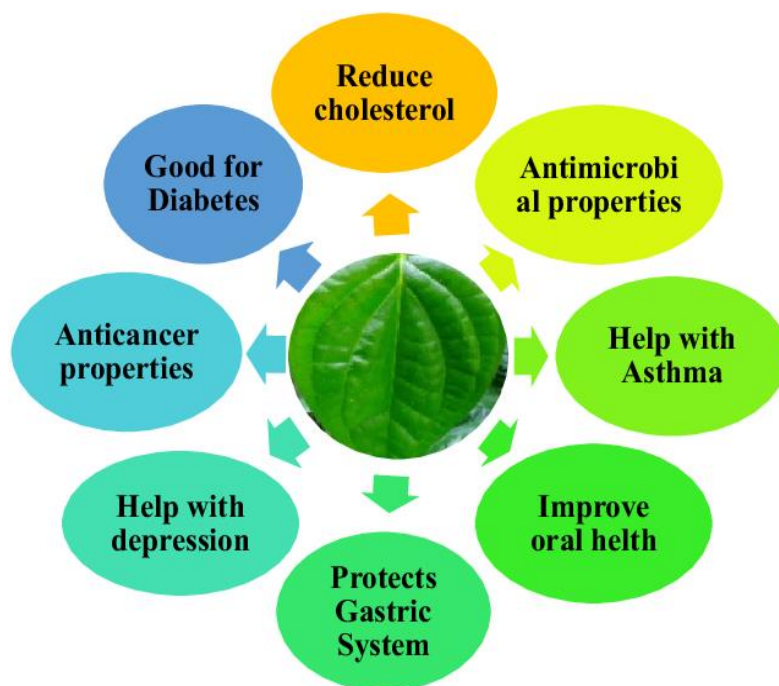 Reduce
cholesterol
Antimicrobi
al properties
Help with
Asthma
Improve
oral helth
Protects
Gastric
System
Help with
depression
Anticancer
properties
Good for
Diabetes